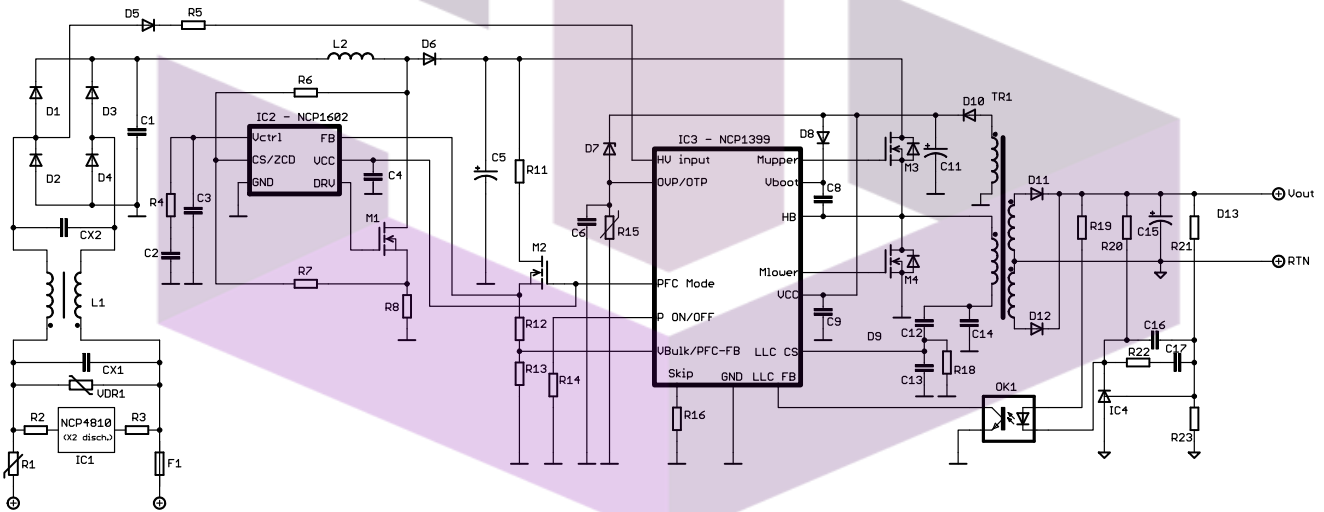 D5
R5
L2
D6
R6
IC2 - NCP1602
D1
D3
C1
Vctrl
FB
CS/ZCD
VCC
GND
DRV
C4
D2
D4
R4
C3
C2
CX2
M1
R7
R8
L1
CX1
VDR1
R2
NCP4810
(X2 disch.)
R3
IC1
R1
F1
C5
R11
M2
R12
R13
R14
D7
C6
R15
IC3 - NCP1399
HV input
Mupper
OVP/OTP
Vboot
HB
Mlower
PFC Mode
VCC
P ON/OFF
VBulk/PFC-FB
LLC CS
Skip
GND
LLC FB
R16
D8
C8
M3
C11
D10
TR1
M4
C9
D9
C12
C14
C13
R18
D11
D12
R19
R20
C15
R21
D13
Vout
RTN
C16
R22
C17
OK1
IC4
R23